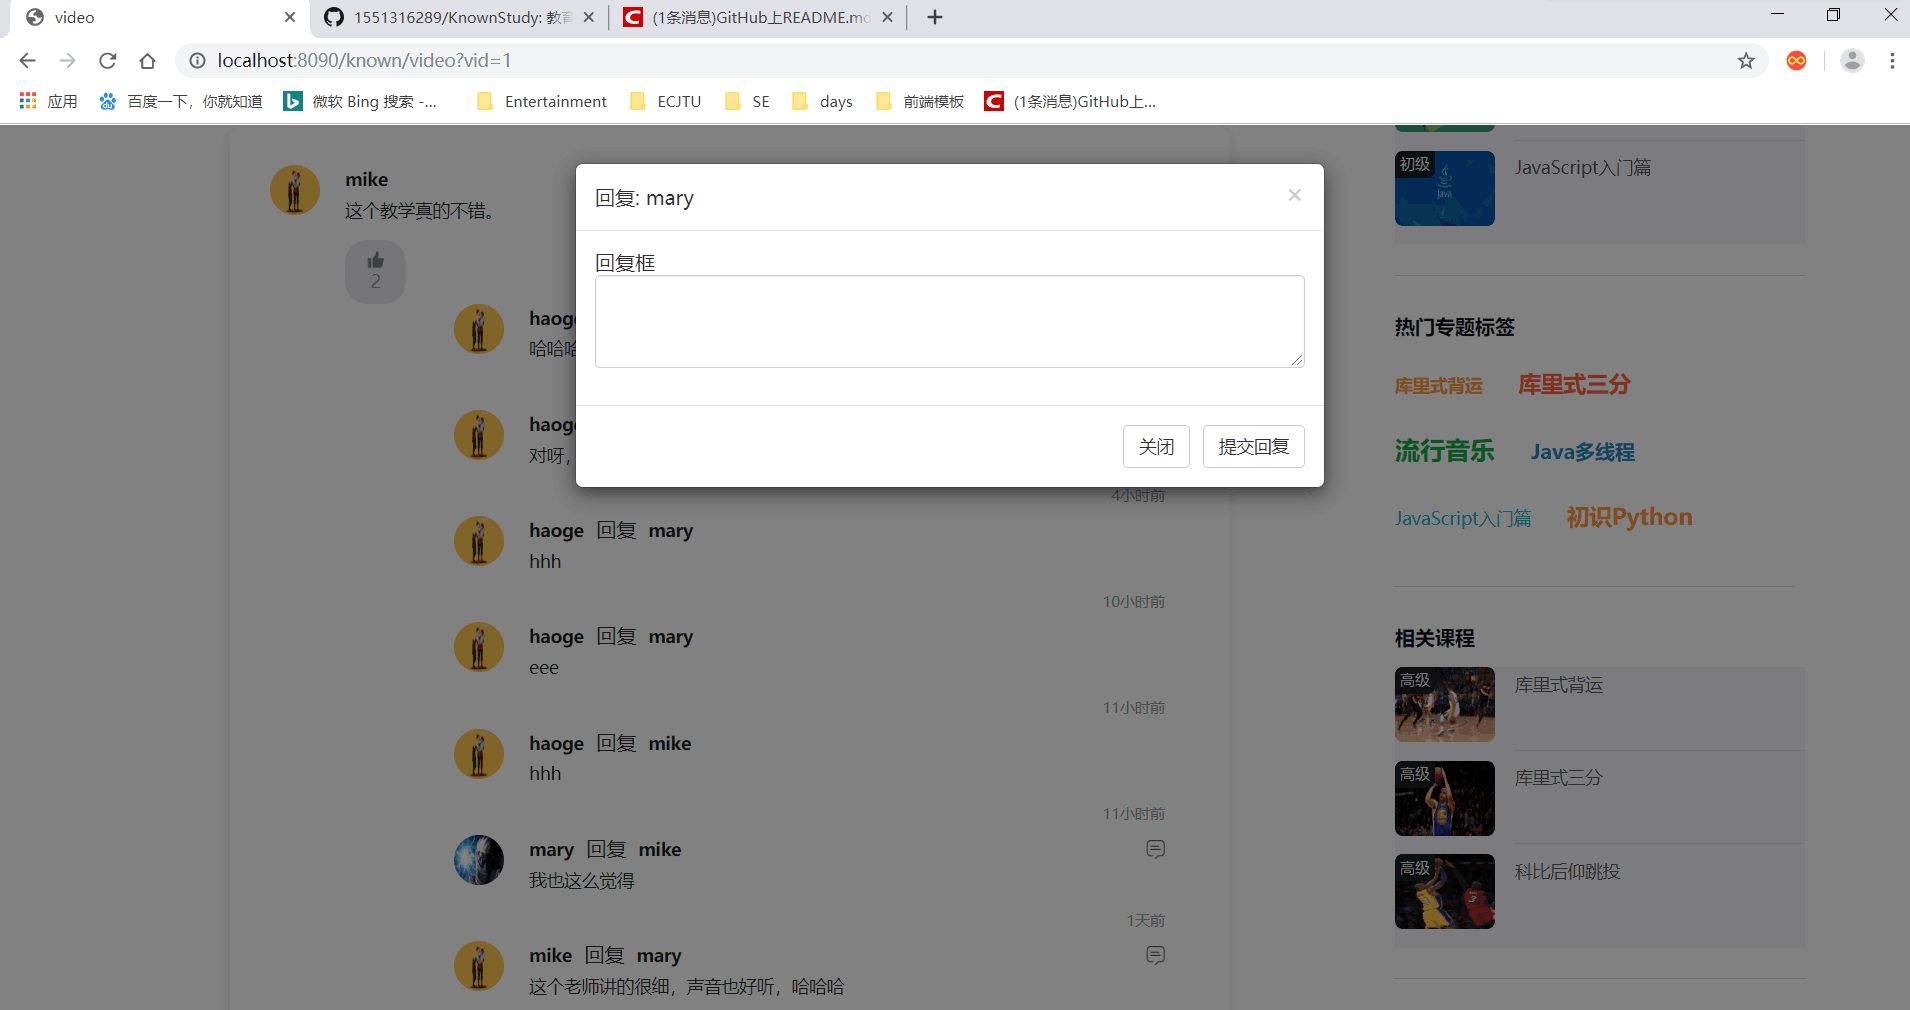 video
1551316289/KnownStudy: 教育
(1条消息)GitHub上README.mc
localhost:8090/known/video?vid=1
应用
百度一下，你就知道
微软 Bing 搜索 -...
Entertainment
ECJTU
SE
days
前端模板
(1条消息)GitHub上...
mike
这个教学真的不错。
2
haoge
哈哈哈
haoge
对呀，
4小时前
haoge 回复 mary
hhh
10小时前
haoge 回复 mary
eee
11小时前
haoge 回复 mike
hhh
11小时前
mary 回复 mike
我也这么觉得
1天前
mike 回复 mary
这个老师讲的很细，声音也好听，哈哈哈
回复: mary
×
回复框
关闭
提交回复
初级
JavaScript入门篇
热门专题标签
库里式背运 库里式三分
流行音乐 Java多线程
JavaScript入门篇 初识Python
相关课程
高级
库里式背运
高级
库里式三分
高级
科比后仰跳投